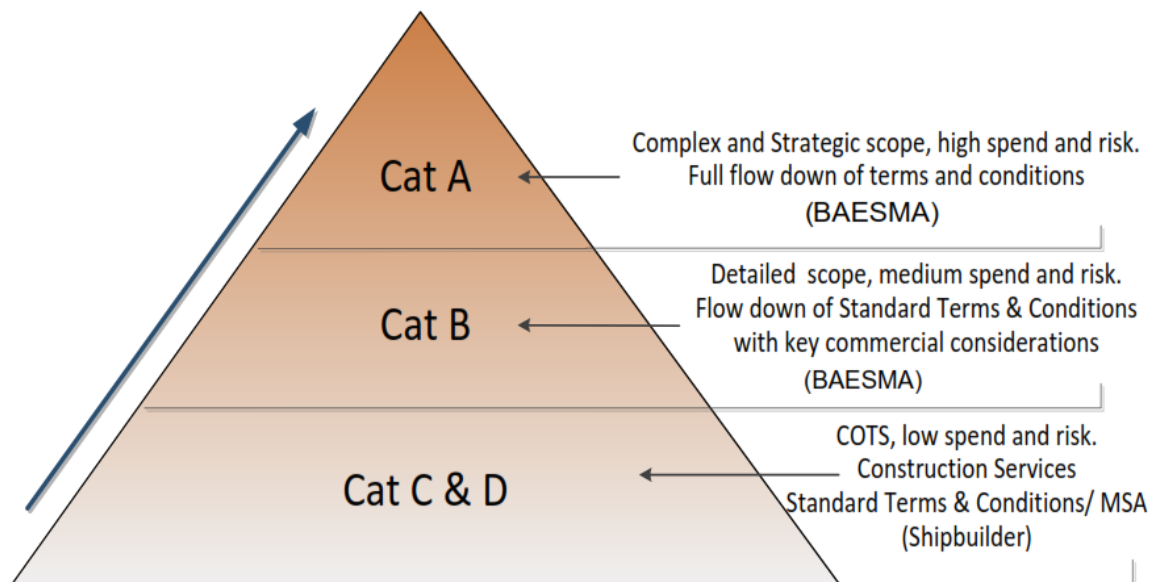 Cat A
Complex and Strategic scope, high spend and risk.
Full flow down of terms and conditions
(BAESMA)
Cat B
Detailed scope, medium spend and risk.
Flow down of Standard Terms & Conditions
with key commercial considerations
(BAESMA)
Cat C & D
COTS, low spend and risk.
Construction Services
Standard Terms & Conditions/ MSA
(Shipbuilder)